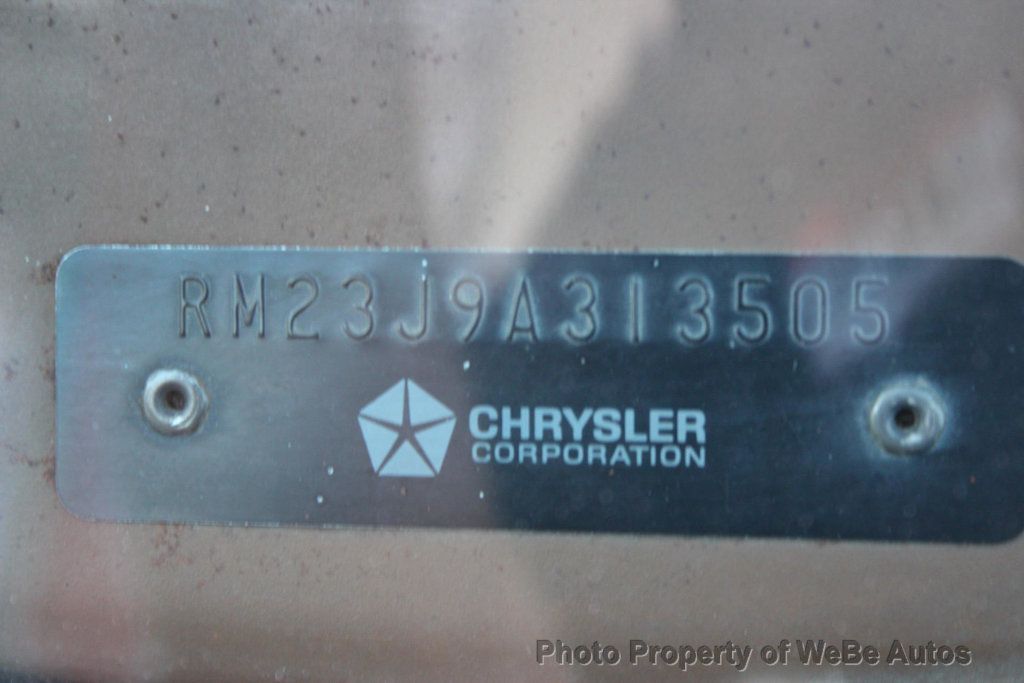 RM23J9A313505
CHRYSLER
CORPORATION
Photo Property of WeBe Autos